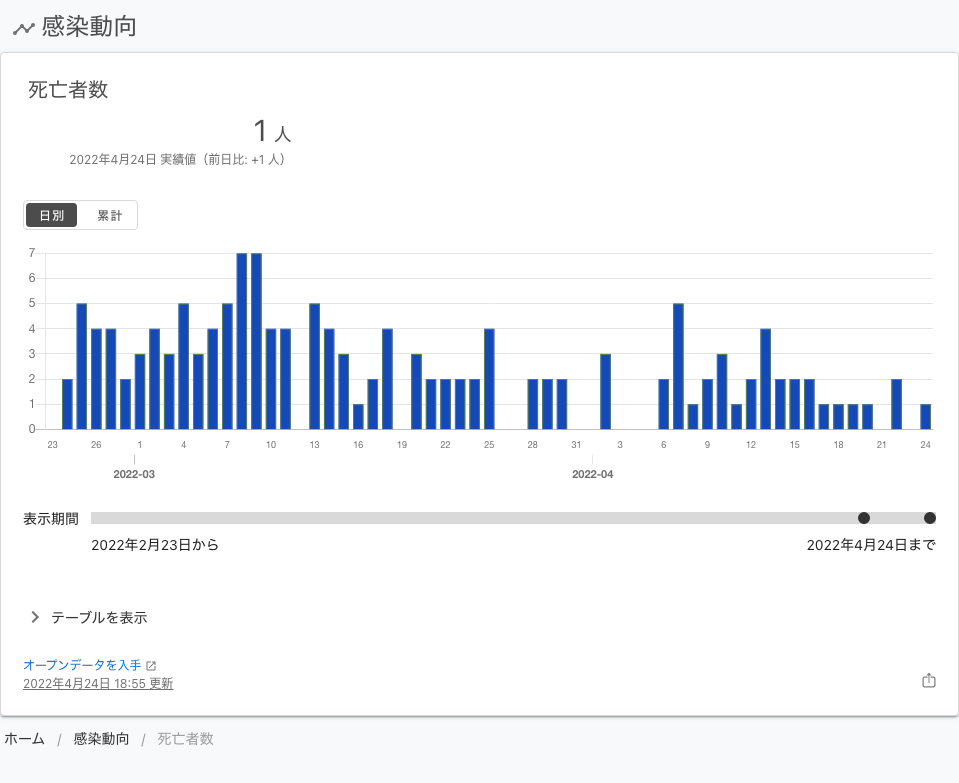 感染動向
死亡者数
1 人
2022年4月24日 実績値（前日比: +1 人）
日別 累計
7
6
5
4
3
2
1
0
23 26 1 4 7 10 13 16 19 22 25 28 31 3 6 9 12 15 18 21 24
2022-03 2022-04
表示期間
2022年2月23日から 2022年4月24日まで
テーブルを表示
オープンデータを入手
2022年4月24日 18:55 更新
ホーム / 感染動向 / 死亡者数